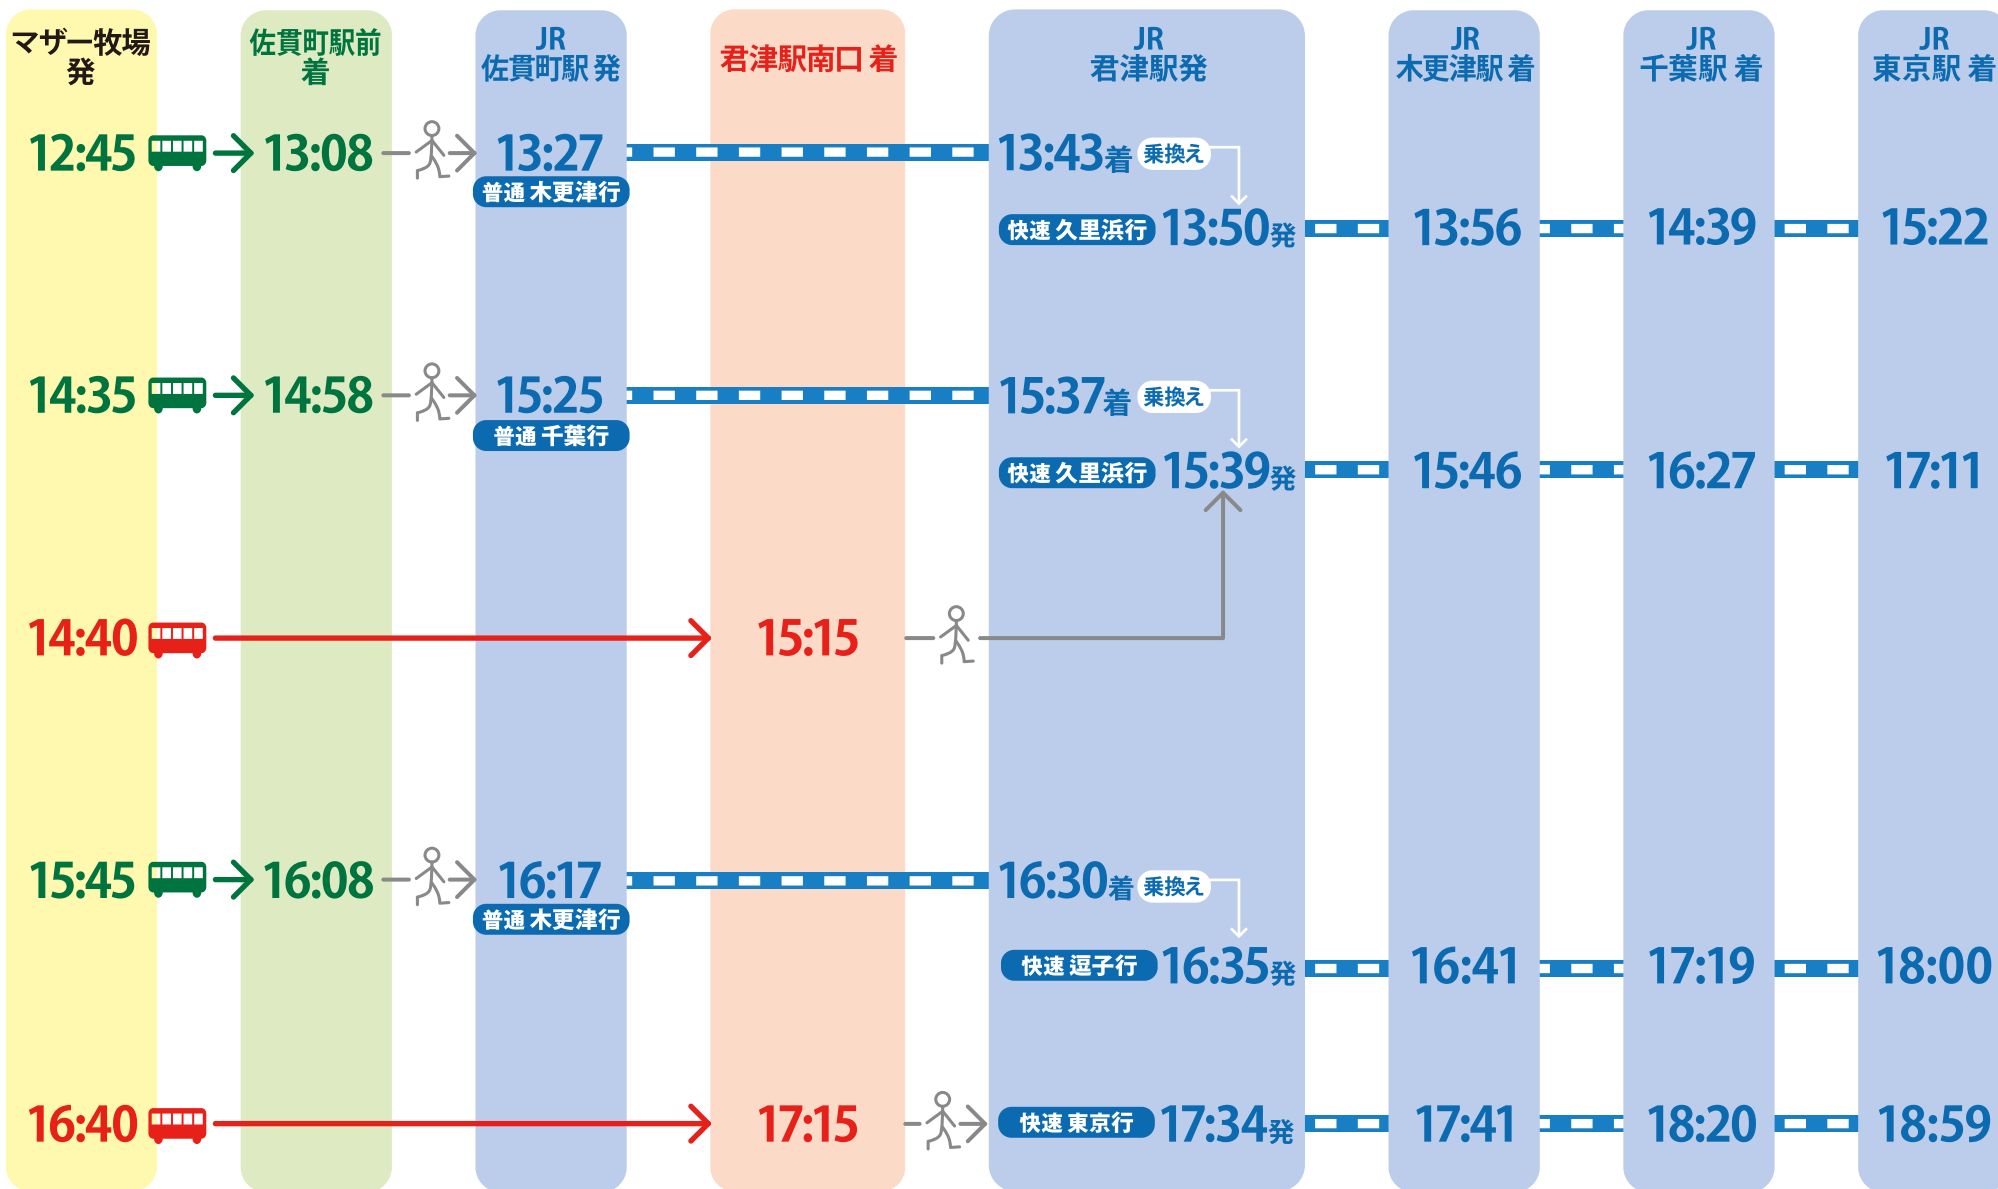 マザー牧場
発
佐貫町駅前
着
JR
佐貫町駅 発
君津駅南口 着
JR
君津駅発
JR
木更津駅 着
JR
千葉駅 着
JR
東京駅 着
12:45
13:08
13:27
普通 木更津行
13:43着
乗換え
快速 久里浜行
13:50発
13:56
14:39
15:22
14:35
14:58
15:25
普通 千葉行
15:37着
乗換え
快速 久里浜行
15:39発
15:46
16:27
17:11
14:40
15:15
15:45
16:08
16:17
普通 木更津行
16:30着
乗換え
快速 逗子行
16:35発
16:41
17:19
18:00
16:40
17:15
快速 東京行
17:34発
17:41
18:20
18:59